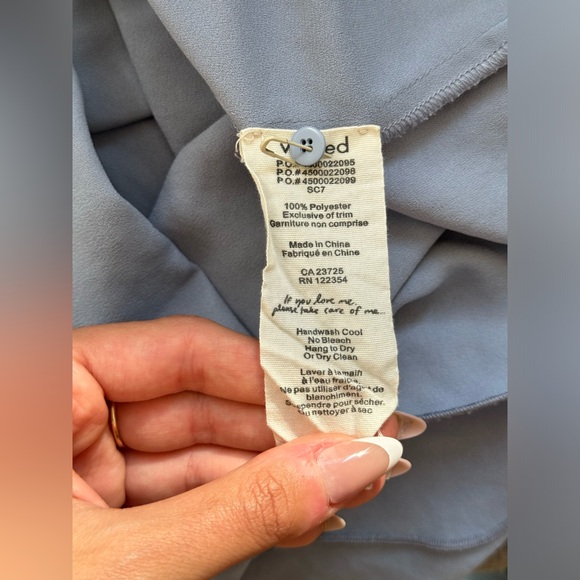 P.O.#4500022095
P.O.#4500022098
P.O.#4500022099
SC7
100% Polyester
Exclusive of trim
Garniture non comprise
Made in China
Fabriqué en Chine
CA 23725
RN 122354
If you love me
please take care of me...
Handwash Cool
No Bleach
Hang to Dry
Or Dry Clean
Laver à la main
à l'eau fraîche.
Ne pas utiliser d'agent de
blanchiment.
Suspendre pour sécher.
Ou nettoyer à sac